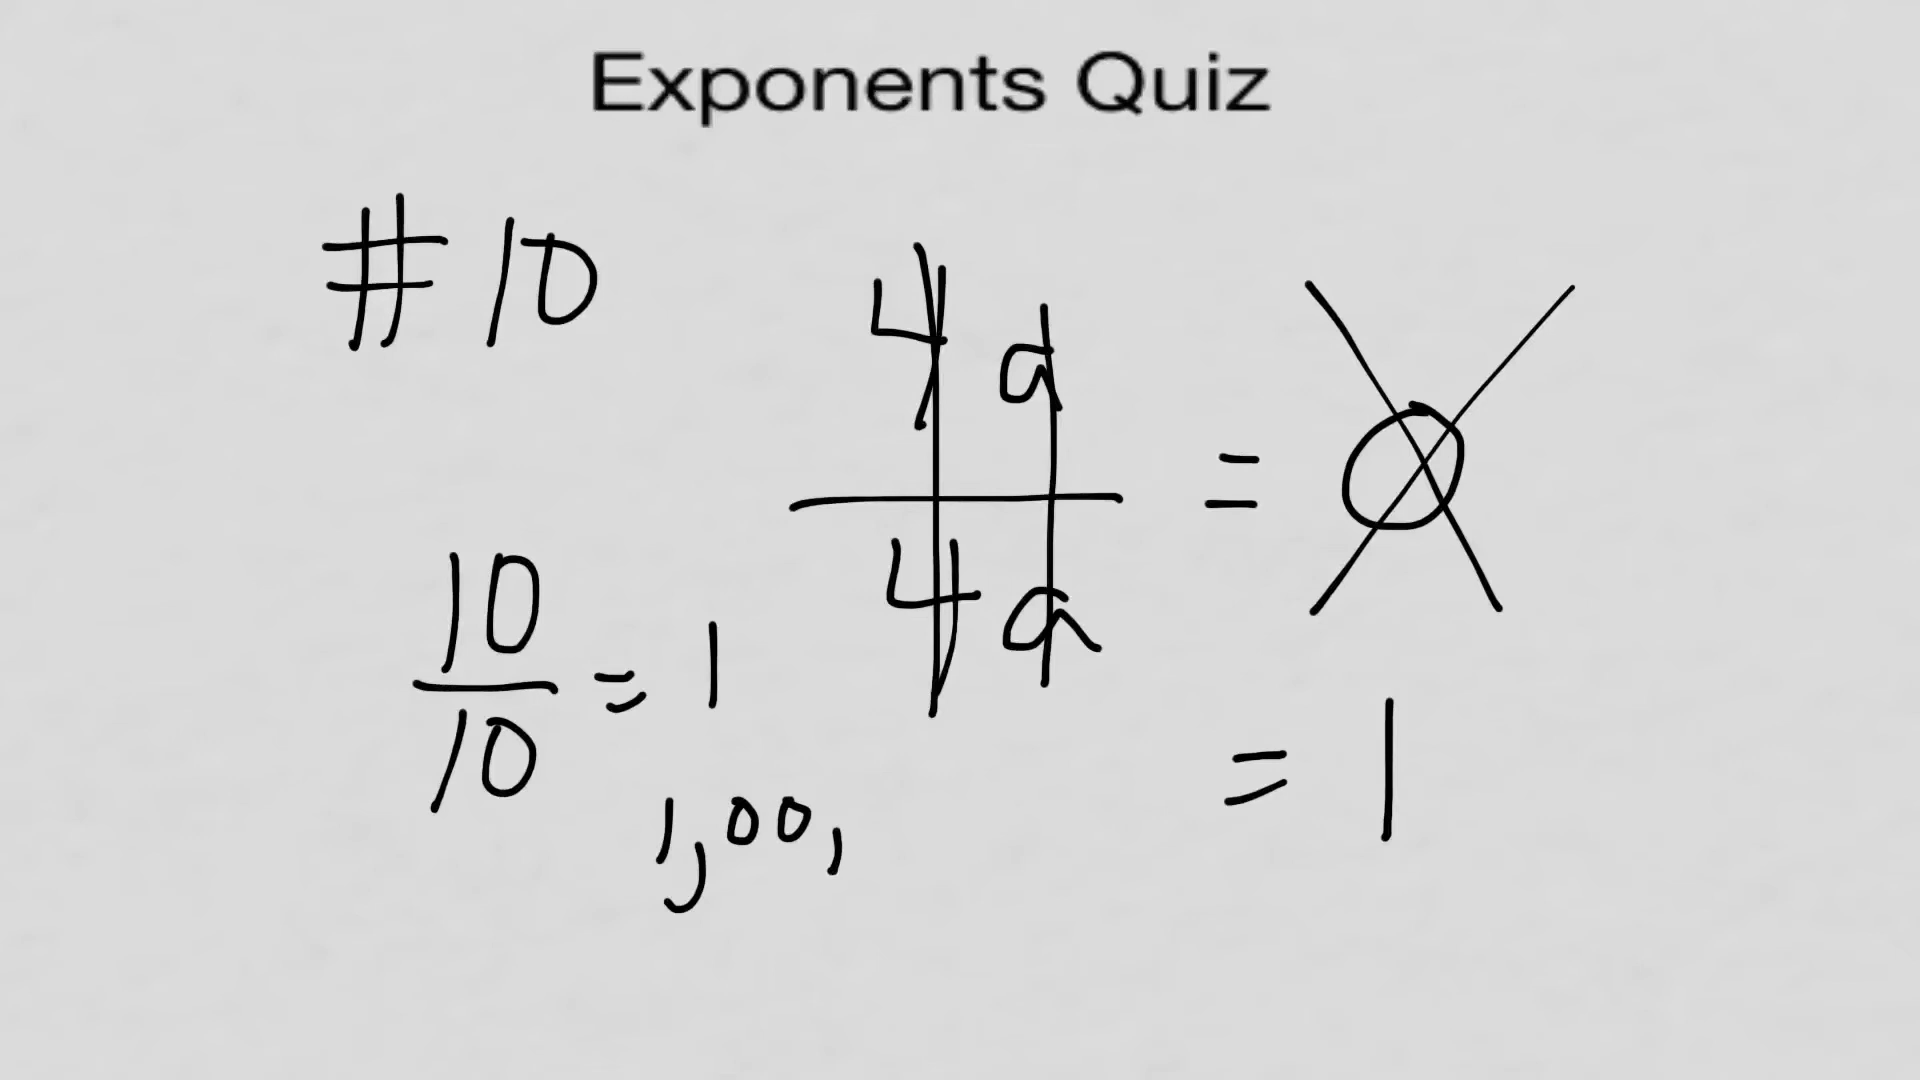 Exponents Quiz
#10
4a
= 0
4a
10
= 1
10
= 1
1,00,